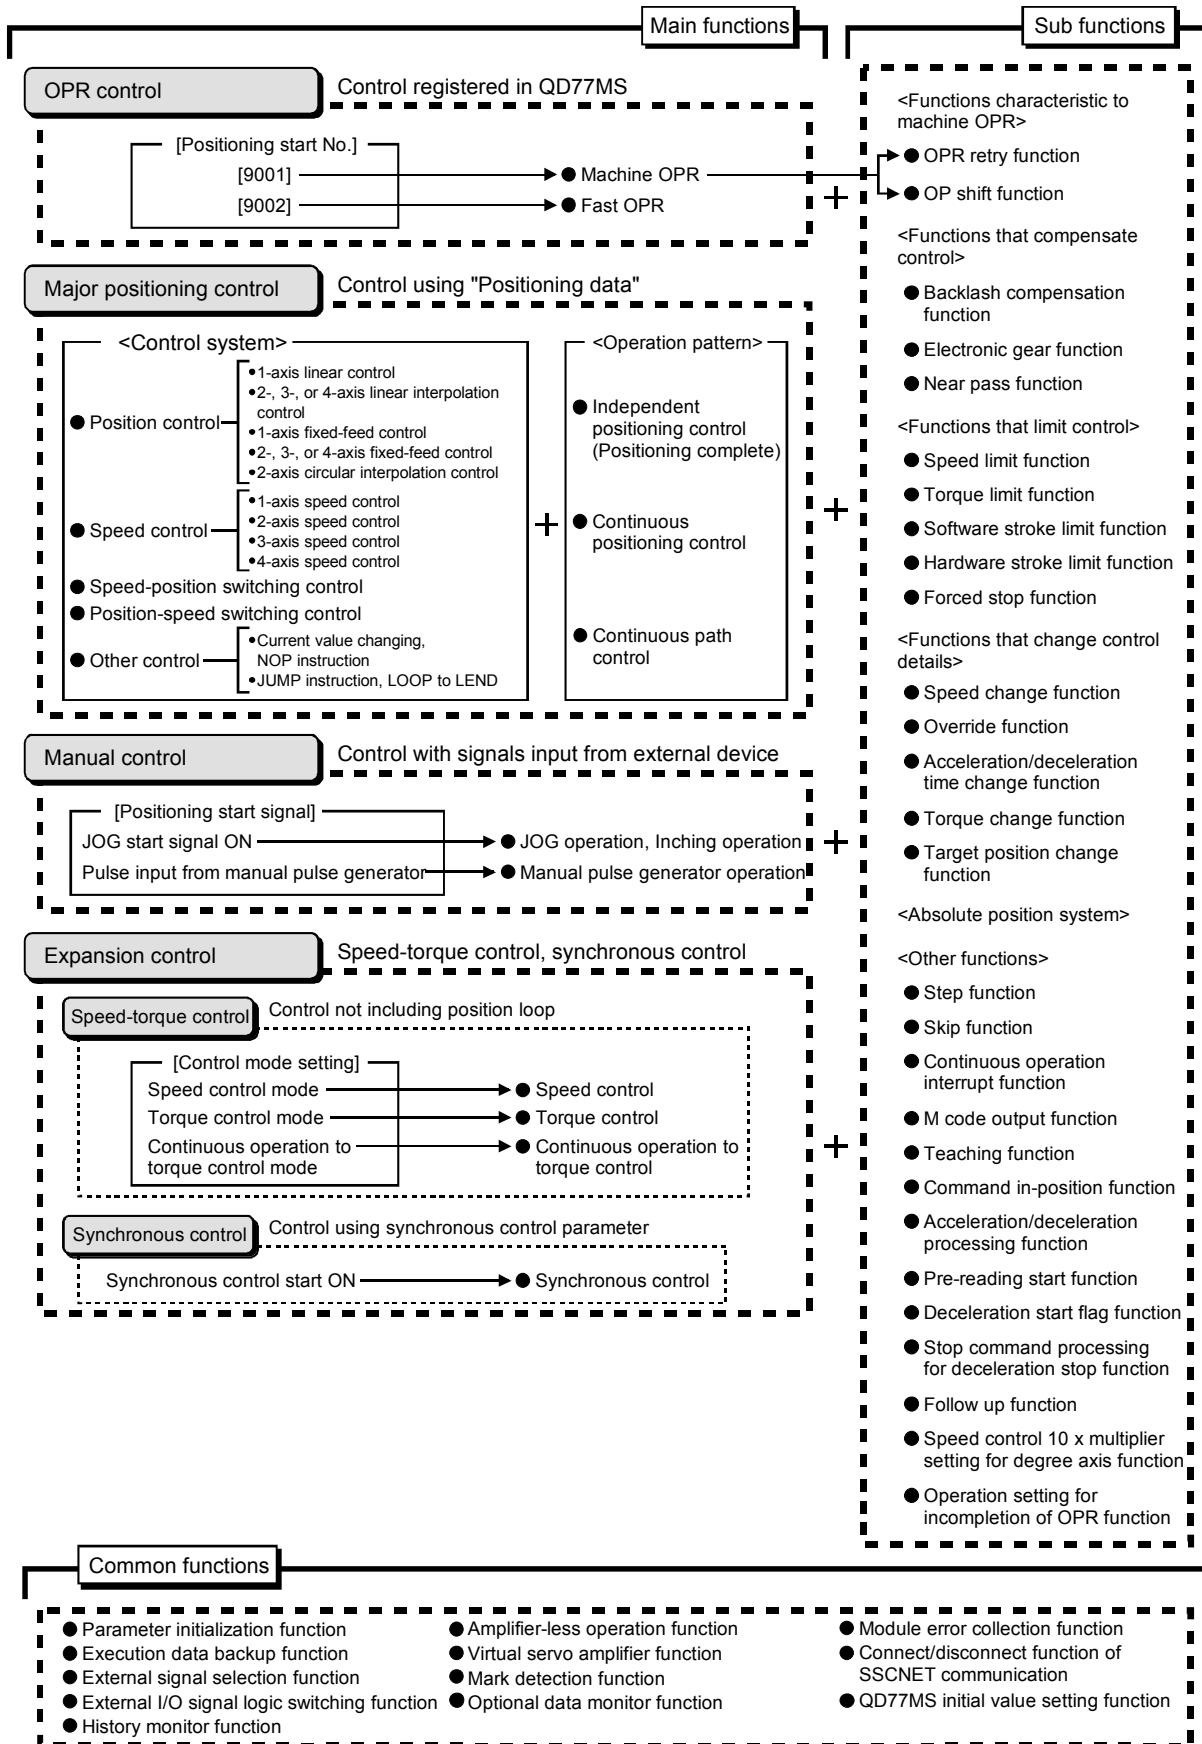 Main functions
Sub functions
OPR control
Control registered in QD77MS
[Positioning start No.]
[9001]
Machine OPR
[9002]
Fast OPR
Major positioning control
Control using "Positioning data"
<Control system>
Position control
1-axis linear control
2-, 3-, or 4-axis linear interpolation
control
1-axis fixed-feed control
2-, 3-, or 4-axis fixed-feed control
2-axis circular interpolation control
Speed control
1-axis speed control
2-axis speed control
3-axis speed control
4-axis speed control
Speed-position switching control
Position-speed switching control
Other control
Current value changing,
NOP instruction
JUMP instruction, LOOP to LEND
+
<Operation pattern>
Independent
positioning control
(Positioning complete)
Continuous
positioning control
Continuous path
control
Manual control
Control with signals input from external device
[Positioning start signal]
JOG start signal ON
JOG operation, Inching operation
Pulse input from manual pulse generator
Manual pulse generator operation
Expansion control
Speed-torque control, synchronous control
Speed-torque control
Control not including position loop
[Control mode setting]
Speed control mode
Speed control
Torque control mode
Torque control
Continuous operation to
torque control mode
Continuous operation to
torque control
Synchronous control
Control using synchronous control parameter
Synchronous control start ON
Synchronous control
+
+
+
+
<Functions characteristic to
machine OPR>
OPR retry function
OP shift function
<Functions that compensate
control>
Backlash compensation
function
Electronic gear function
Near pass function
<Functions that limit control>
Speed limit function
Torque limit function
Software stroke limit function
Hardware stroke limit function
Forced stop function
<Functions that change control
details>
Speed change function
Override function
Acceleration/deceleration
time change function
Torque change function
Target position change
function
<Absolute position system>
<Other functions>
Step function
Skip function
Continuous operation
interrupt function
M code output function
Teaching function
Command in-position function
Acceleration/deceleration
processing function
Pre-reading start function
Deceleration start flag function
Stop command processing
for deceleration stop function
Follow up function
Speed control 10 x multiplier
setting for degree axis function
Operation setting for
incompletion of OPR function
Common functions
Parameter initialization function
Execution data backup function
External signal selection function
External I/O signal logic switching function
History monitor function
Amplifier-less operation function
Virtual servo amplifier function
Mark detection function
Optional data monitor function
Module error collection function
Connect/disconnect function of
SSCNET communication
QD77MS initial value setting function